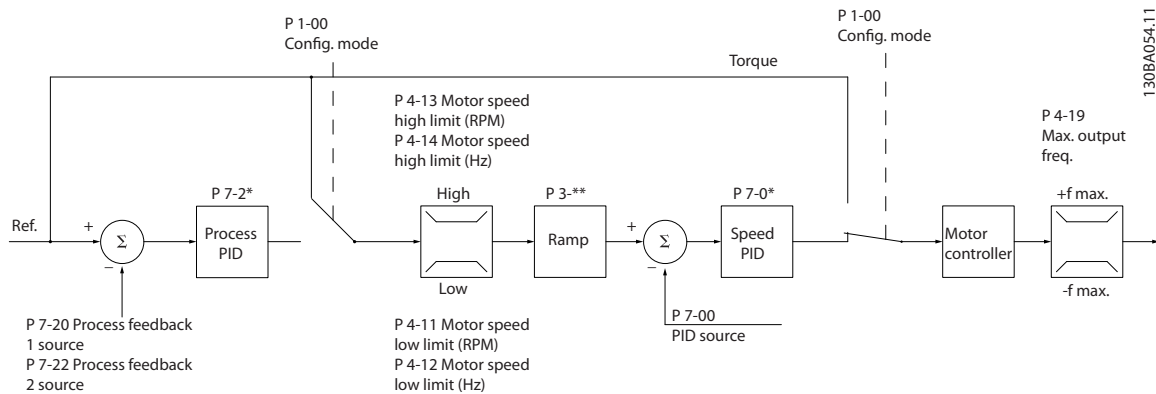 P 1-00
Config. mode
P 1-00
Config. mode
130BA054.11
Torque
P 4-13 Motor speed
high limit (RPM)
P 4-14 Motor speed
high limit (Hz)
P 4-19
Max. output
freq.
Ref.
+
Σ
−
P 7-2*
Process
PID
High
Low
P 3-**
Ramp
+
Σ
−
P 7-0*
Speed
PID
Motor
controller
+f max.
-f max.
P 7-20 Process feedback
1 source
P 7-22 Process feedback
2 source
P 4-11 Motor speed
low limit (RPM)
P 4-12 Motor speed
low limit (Hz)
P 7-00
PID source